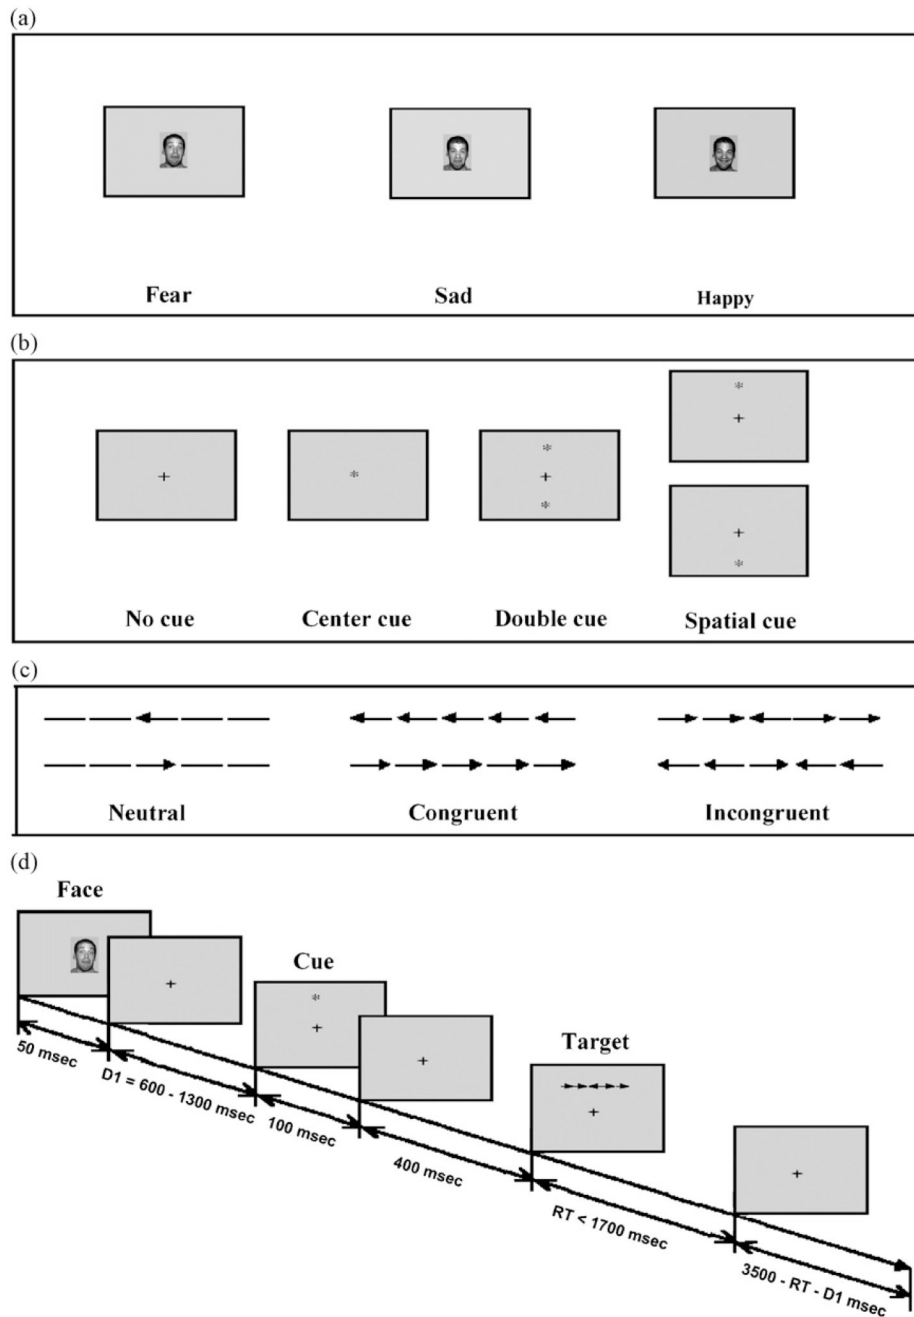 (a)
Fear Sad Happy
(b)
No cue Center cue Double cue Spatial cue
(c)
Neutral Congruent Incongruent
(d)
Face
Cue
Target
50 msec
D1 = 600 - 1300 msec
100 msec
400 msec
RT < 1700 msec
3500 - RT - D1 msec